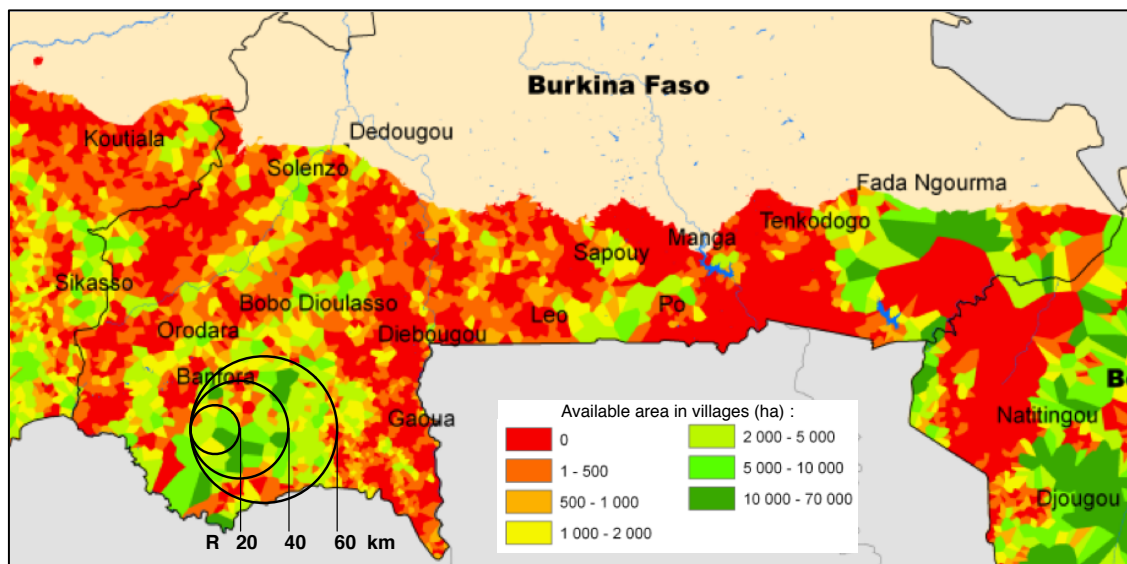 Burkina Faso
Dedougou
Koutiala
Solenzo
Fada Ngourma
Tenkodogo
Manga
Sapouy
Sikasso
Bobo Dioulasso
Po
Leo
Orodara
Diebougou
Banfora
Be
Gaoua
Natitingou
Djougou
Available area in villages (ha) :
0
1 - 500
500 - 1 000
1 000 - 2 000
2 000 - 5 000
5 000 - 10 000
10 000 - 70 000
R 20 40 60 km